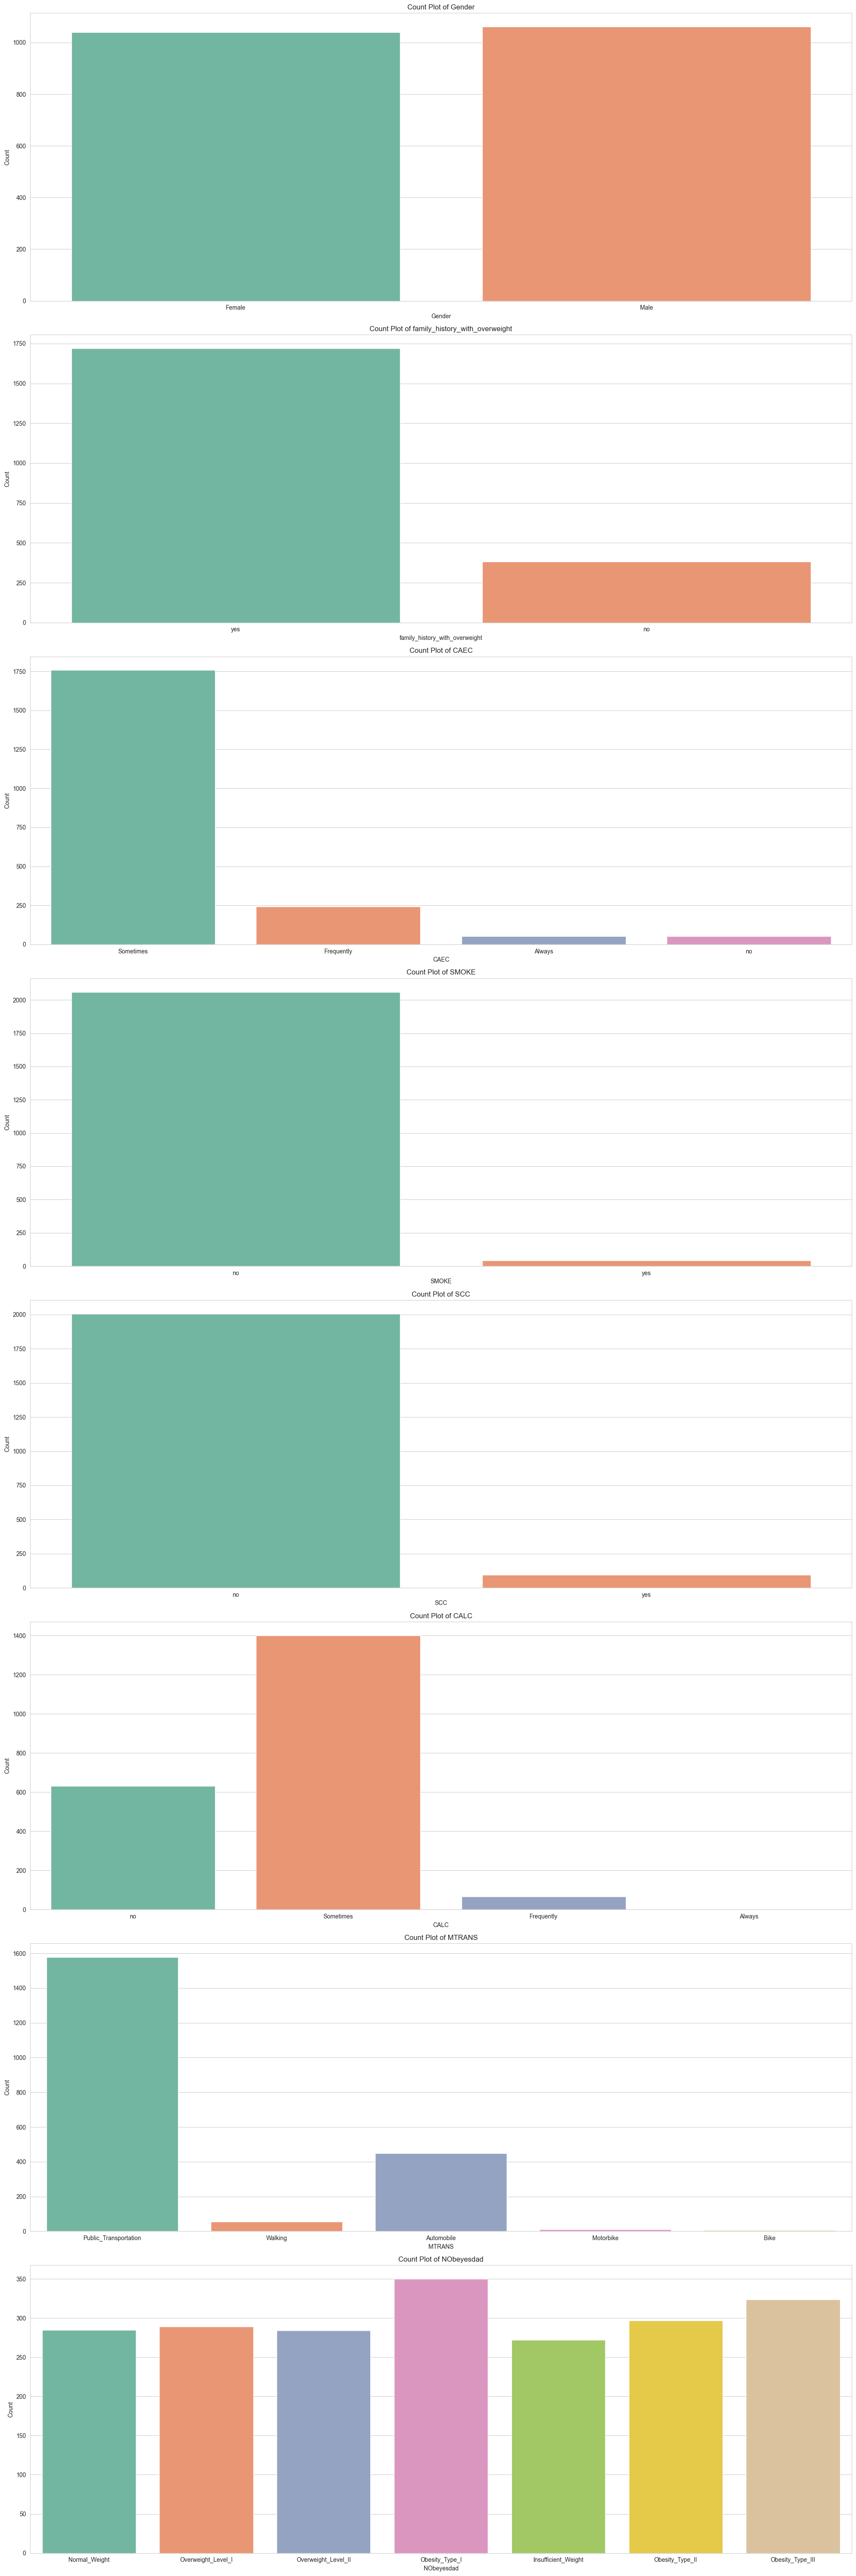 Count Plot of Gender
1000
800
600
400
200
0
Count
Female Male
Gender
Count Plot of family_history_with_overweight
1750
1500
1250
1000
750
500
250
0
Count
yes no
family_history_with_overweight
Count Plot of CAEC
1750
1500
1250
1000
750
500
250
0
Count
Sometimes Frequently Always no
CAEC
Count Plot of SMOKE
2000
1750
1500
1250
1000
750
500
250
0
Count
no yes
SMOKE
Count Plot of SCC
2000
1750
1500
1250
1000
750
500
250
0
Count
no yes
SCC
Count Plot of CALC
1400
1200
1000
800
600
400
200
0
Count
no Sometimes Frequently Always
CALC
Count Plot of MTRANS
1600
1400
1200
1000
800
600
400
200
0
Count
Public_Transportation Walking Automobile Motorbike Bike
MTRANS
Count Plot of NObeyesdad
350
300
250
200
150
100
50
0
Count
Normal_Weight Overweight_Level_I Overweight_Level_II Obesity_Type_I Insufficient_Weight Obesity_Type_II Obesity_Type_III
NObeyesdad